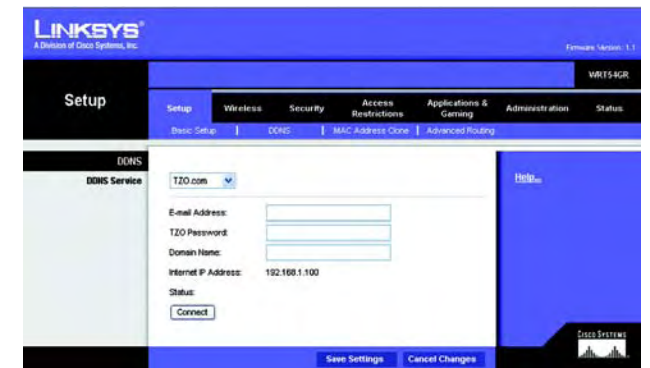 LINKSYS®
A Division of Cisco Systems, Inc.
Firmware Version: 1.1
WRT54GR
Setup
Setup Wireless Security Access Restrictions Applications & Gaming Administration Status
Basic Setup | DDNS | MAC Address Clone | Advanced Routing
DDNS
DDNS Service
TZO.com
Help...
E-mail Address:
TZO Password:
Domain Name:
Internet IP Address: 192.168.1.100
Status:
Connect
Save Settings Cancel Changes
CISCO SYSTEMS